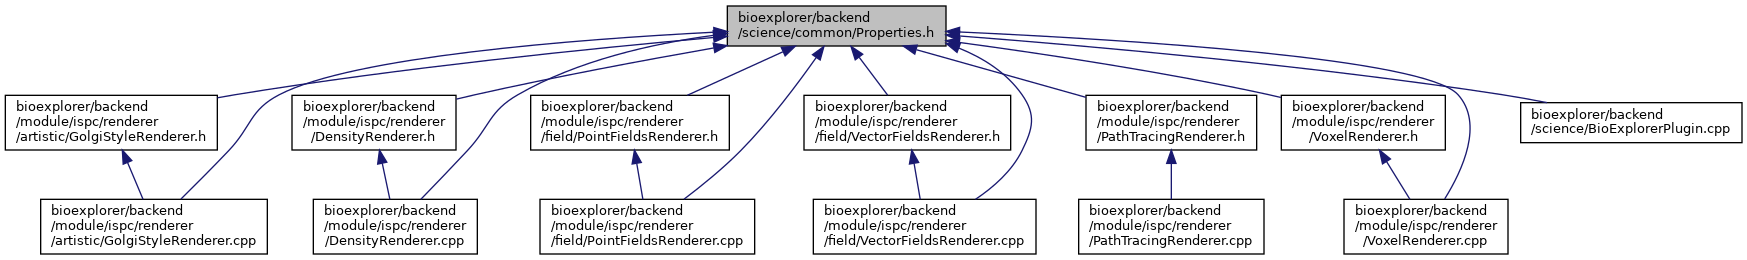 bioexplorer/backend
/science/common/Properties.h
bioexplorer/backend
/module/ispc/renderer
/artistic/GolgiStyleRenderer.h
bioexplorer/backend
/module/ispc/renderer
/DensityRenderer.h
bioexplorer/backend
/module/ispc/renderer
/field/PointFieldsRenderer.h
bioexplorer/backend
/module/ispc/renderer
/field/VectorFieldsRenderer.h
bioexplorer/backend
/module/ispc/renderer
/PathTracingRenderer.h
bioexplorer/backend
/module/ispc/renderer
/VoxelRenderer.h
bioexplorer/backend
/science/BioExplorerPlugin.cpp
bioexplorer/backend
/module/ispc/renderer
/artistic/GolgiStyleRenderer.cpp
bioexplorer/backend
/module/ispc/renderer
/DensityRenderer.cpp
bioexplorer/backend
/module/ispc/renderer
/field/PointFieldsRenderer.cpp
bioexplorer/backend
/module/ispc/renderer
/field/VectorFieldsRenderer.cpp
bioexplorer/backend
/module/ispc/renderer
/PathTracingRenderer.cpp
bioexplorer/backend
/module/ispc/renderer
/VoxelRenderer.cpp